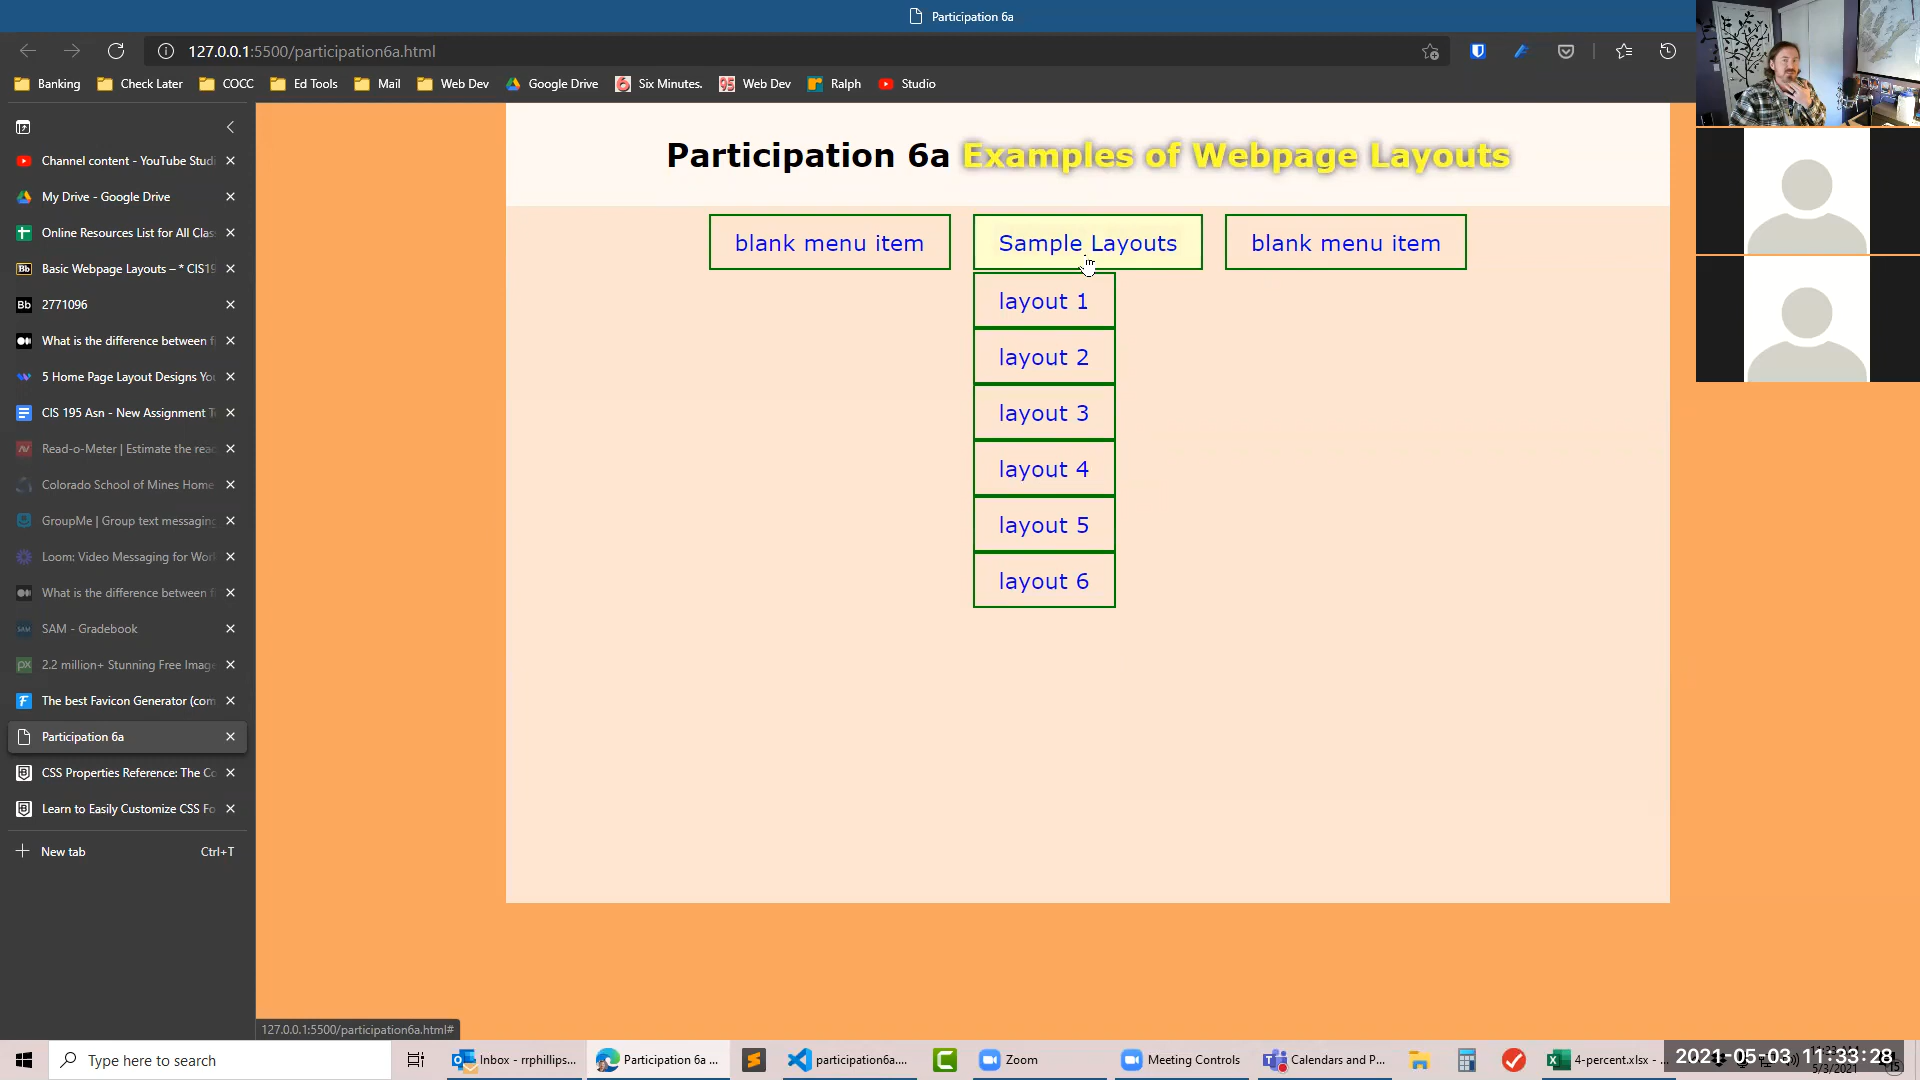 Participation 6a
127.0.0.1:5500/participation6a.html
Banking Check Later COCC Ed Tools Mail Web Dev Google Drive Six Minutes. Web Dev Ralph Studio
Channel content - YouTube Studi
My Drive - Google Drive
Online Resources List for All Clas
Basic Webpage Layouts – * CIS19
2771096
What is the difference between f
5 Home Page Layout Designs You
CIS 195 Asn - New Assignment T
Read-o-Meter | Estimate the reac
Colorado School of Mines Home
GroupMe | Group text messaging
Loom: Video Messaging for Work
What is the difference between f
SAM - Gradebook
2.2 million+ Stunning Free Image
The best Favicon Generator (com
Participation 6a
CSS Properties Reference: The Co
Learn to Easily Customize CSS Fo
New tab Ctrl+T
Participation 6a Examples of Webpage Layouts
blank menu item Sample Layouts blank menu item
layout 1
layout 2
layout 3
layout 4
layout 5
layout 6
127.0.0.1:5500/participation6a.html#
Type here to search
Inbox - rrphillips...
Participation 6a ...
participation6a....
Zoom
Meeting Controls
Calendars and P...
4-percent.xlsx - ...
2021-05-03 11:33:28
5/3/2021